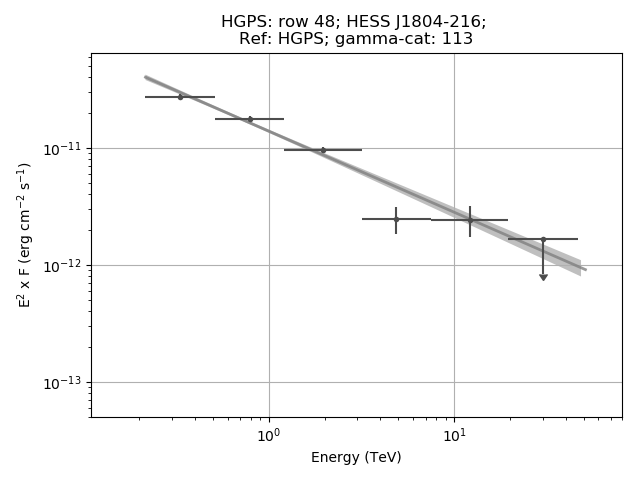 HGPS: row 48; HESS J1804-216;
Ref: HGPS; gamma-cat: 113
E² x F (erg cm⁻² s⁻¹)
10⁻¹¹
10⁻¹²
10⁻¹³
10⁰ 10¹
Energy (TeV)